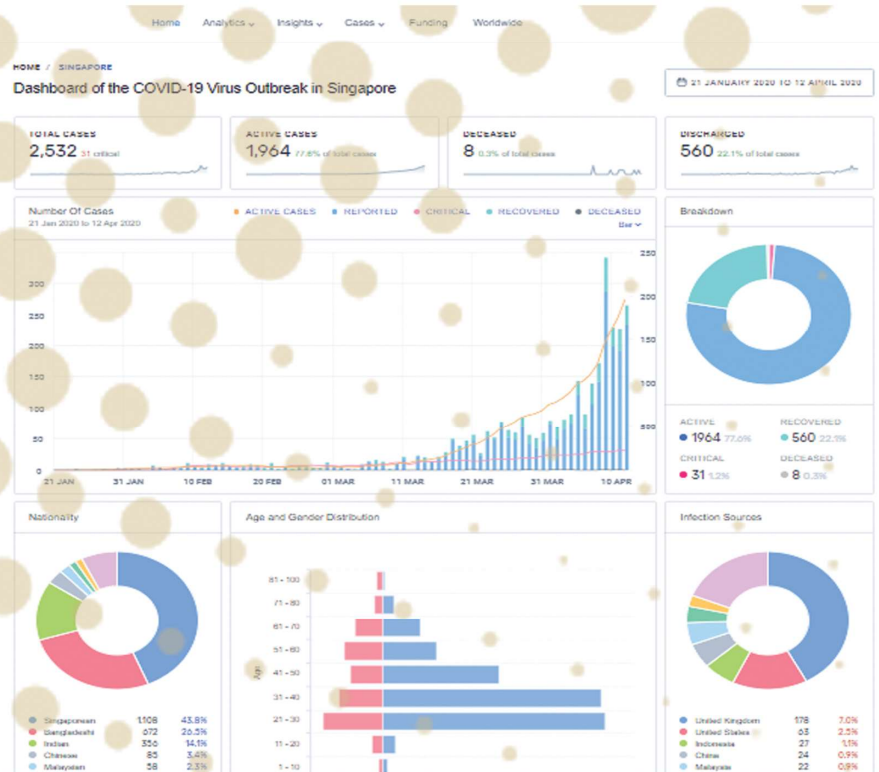 Home Analytics Insights Cases Funding Worldwide
HOME / SINGAPORE
Dashboard of the COVID-19 Virus Outbreak in Singapore
21 JANUARY 2020 TO 12 APRIL 2020
TOTAL CASES
2,532 31 critical
ACTIVE CASES
1,964 77.6% of total cases
DECEASED
8 0.3% of total cases
DISCHARGED
560 22.1% of total cases
Number Of Cases
21 Jan 2020 to 12 Apr 2020
ACTIVE CASES REPORTED CRITICAL RECOVERED DECEASED
Bar
300
250
200
150
100
50
0
250
200
150
100
500
21 JAN 31 JAN 10 FEB 20 FEB 01 MAR 11 MAR 21 MAR 31 MAR 10 APR
Breakdown
ACTIVE RECOVERED
1964 77.6% 560 22.1%
CRITICAL DECEASED
31 1.2% 8 0.3%
Nationality
Singaporean 1,108 43.8%
Bangladeshi 672 26.5%
Indian 356 14.1%
Chinese 85 3.4%
Malaysian 58 2.3%
Age and Gender Distribution
Age
81 - 100
71 - 80
61 - 70
51 - 60
41 - 50
31 - 40
21 - 30
11 - 20
1 - 10
Infection Sources
United Kingdom 178 7.0%
United States 63 2.5%
Indonesia 27 1.1%
China 24 0.9%
Malaysia 22 0.9%